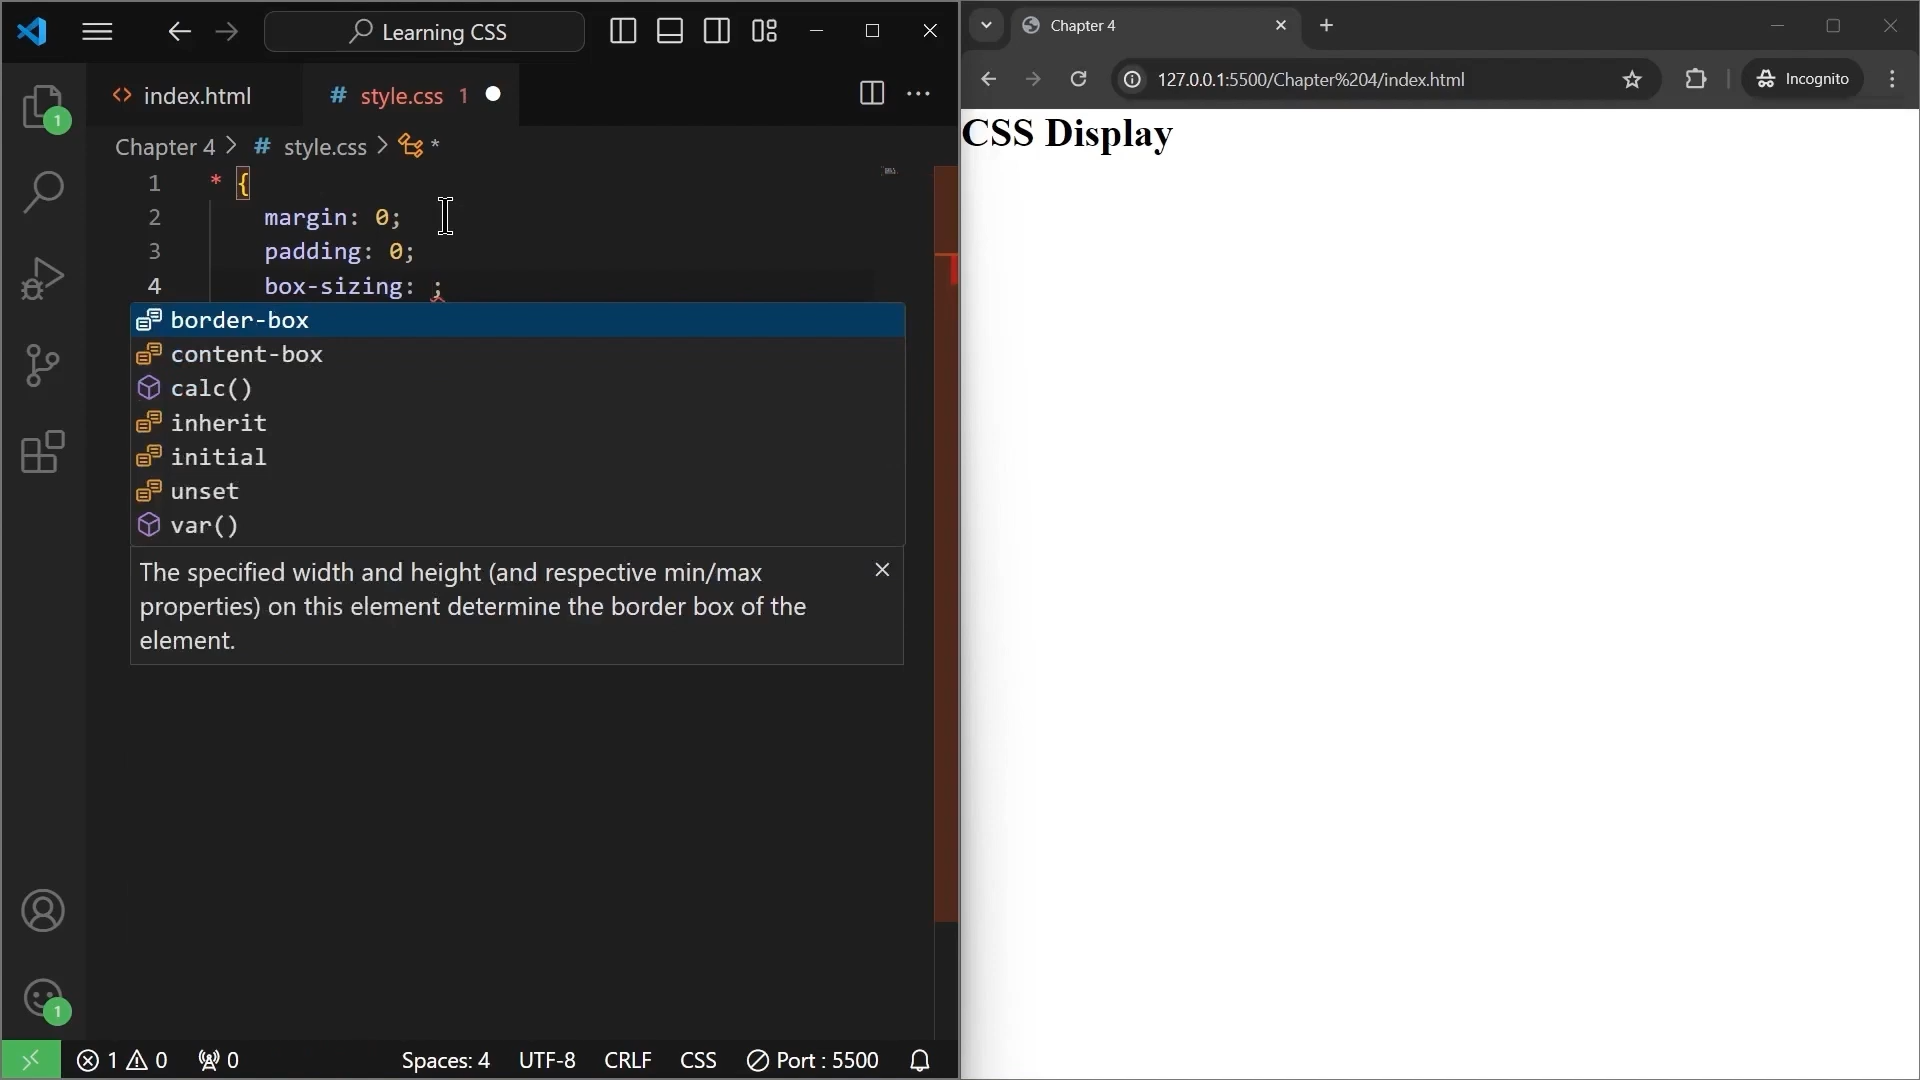 Learning CSS
index.html
style.css 1
Chapter 4 > # style.css > *
1 * {
2 margin: 0;
3 padding: 0;
4 box-sizing: ;
border-box
content-box
calc()
inherit
initial
unset
var()
The specified width and height (and respective min/max
properties) on this element determine the border box of the
element.
1
1
1 0 0 Spaces: 4 UTF-8 CRLF CSS Port : 5500
Chapter 4
127.0.0.1:5500/Chapter%204/index.html
Incognito
CSS Display